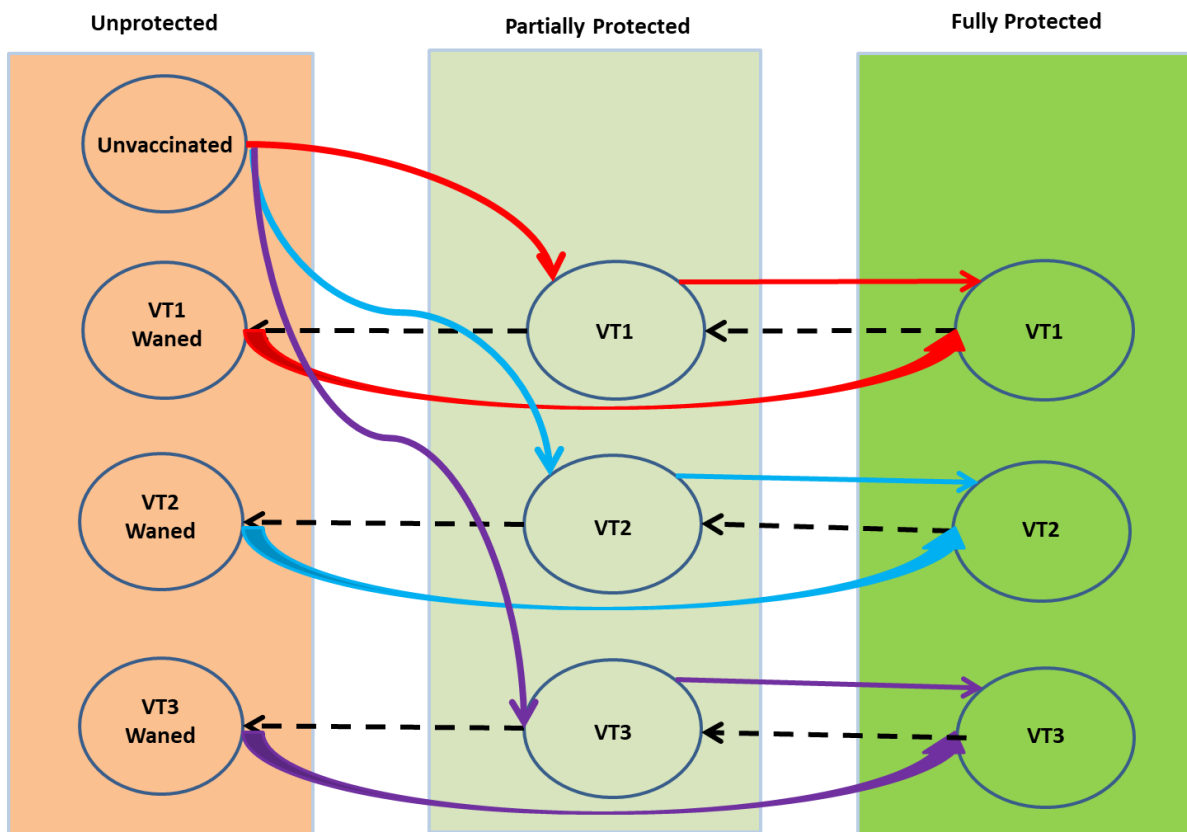 Unprotected
Partially Protected
Fully Protected
Unvaccinated
VT1
Waned
VT1
VT1
VT2
Waned
VT2
VT2
VT3
Waned
VT3
VT3